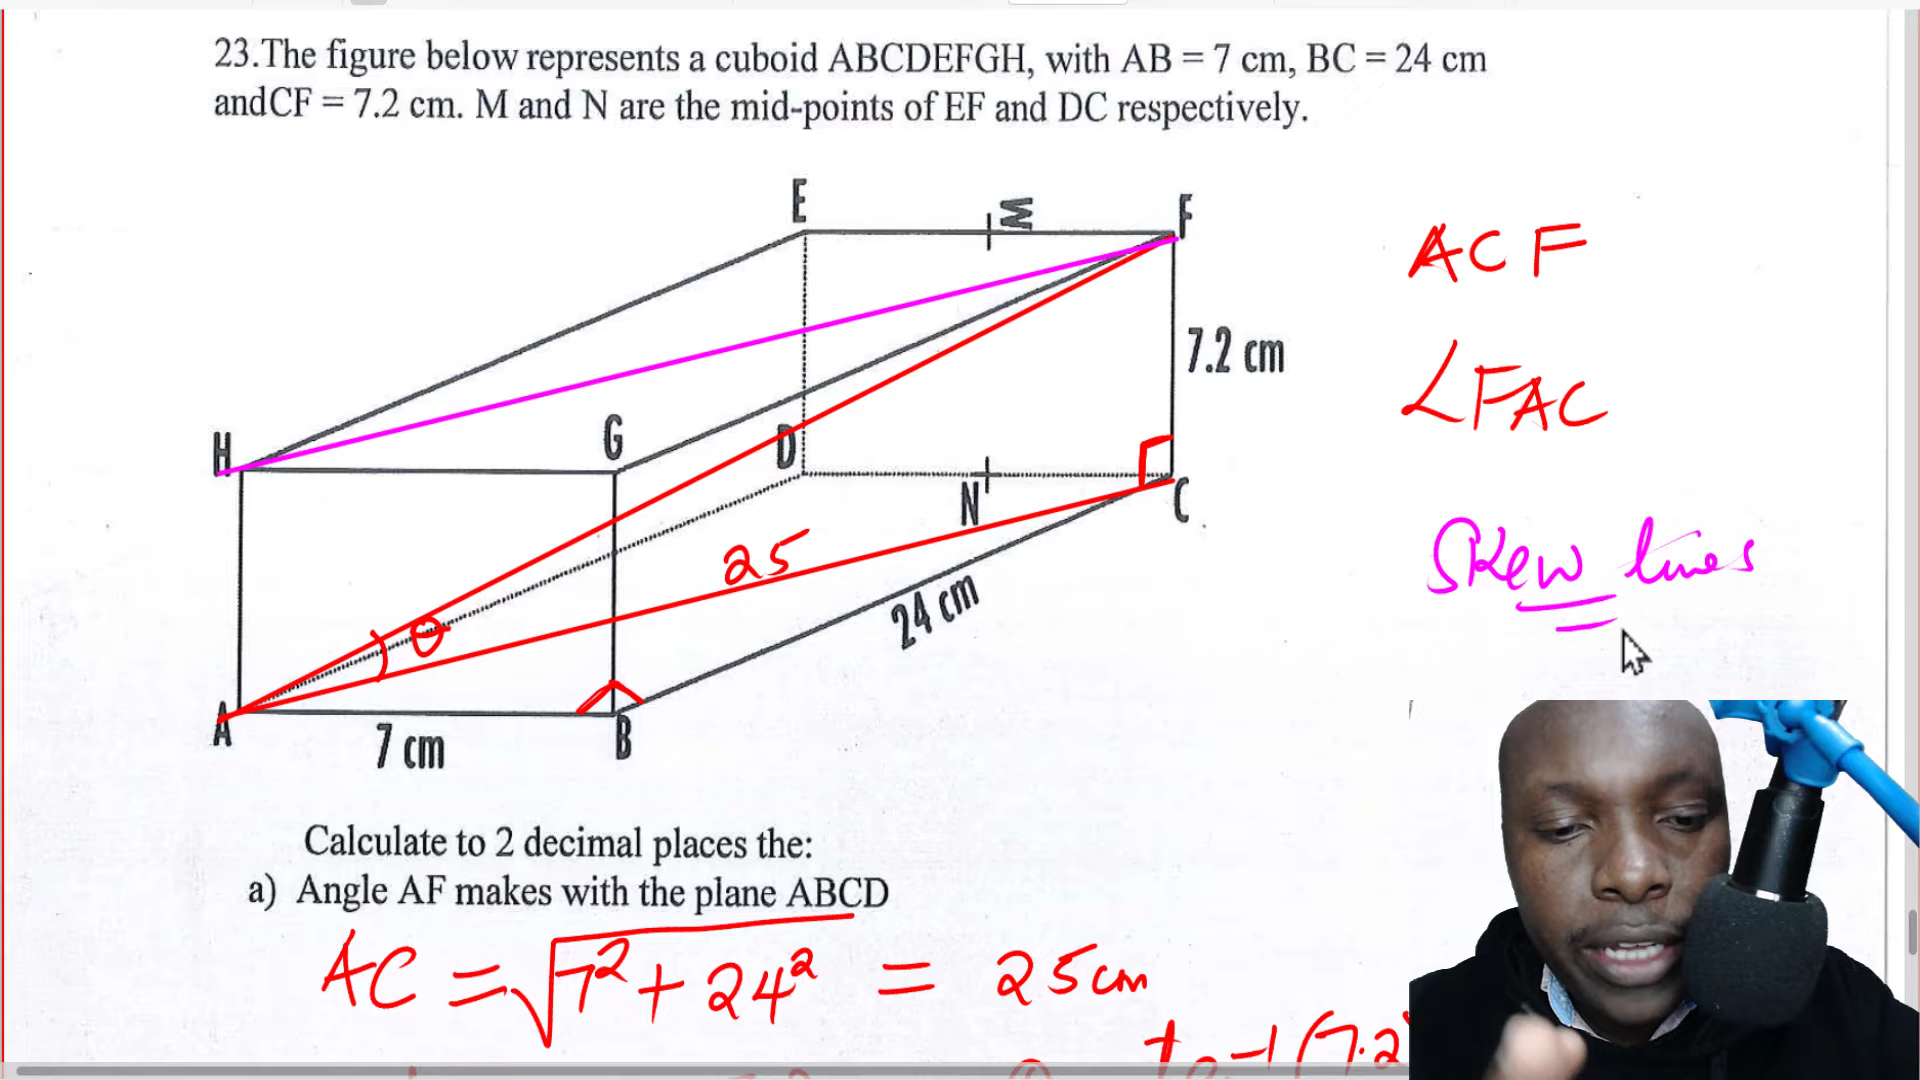 23.The figure below represents a cuboid ABCDEFGH, with AB = 7 cm, BC = 24 cm
andCF = 7.2 cm. M and N are the mid-points of EF and DC respectively.
E
M
F
ACF
7.2 cm
∠FAC
H
G
D
N
C
25
Skew lines
θ
24 cm
A
7 cm
B
Calculate to 2 decimal places the:
a) Angle AF makes with the plane ABCD
AC = √7² + 24² = 25cm